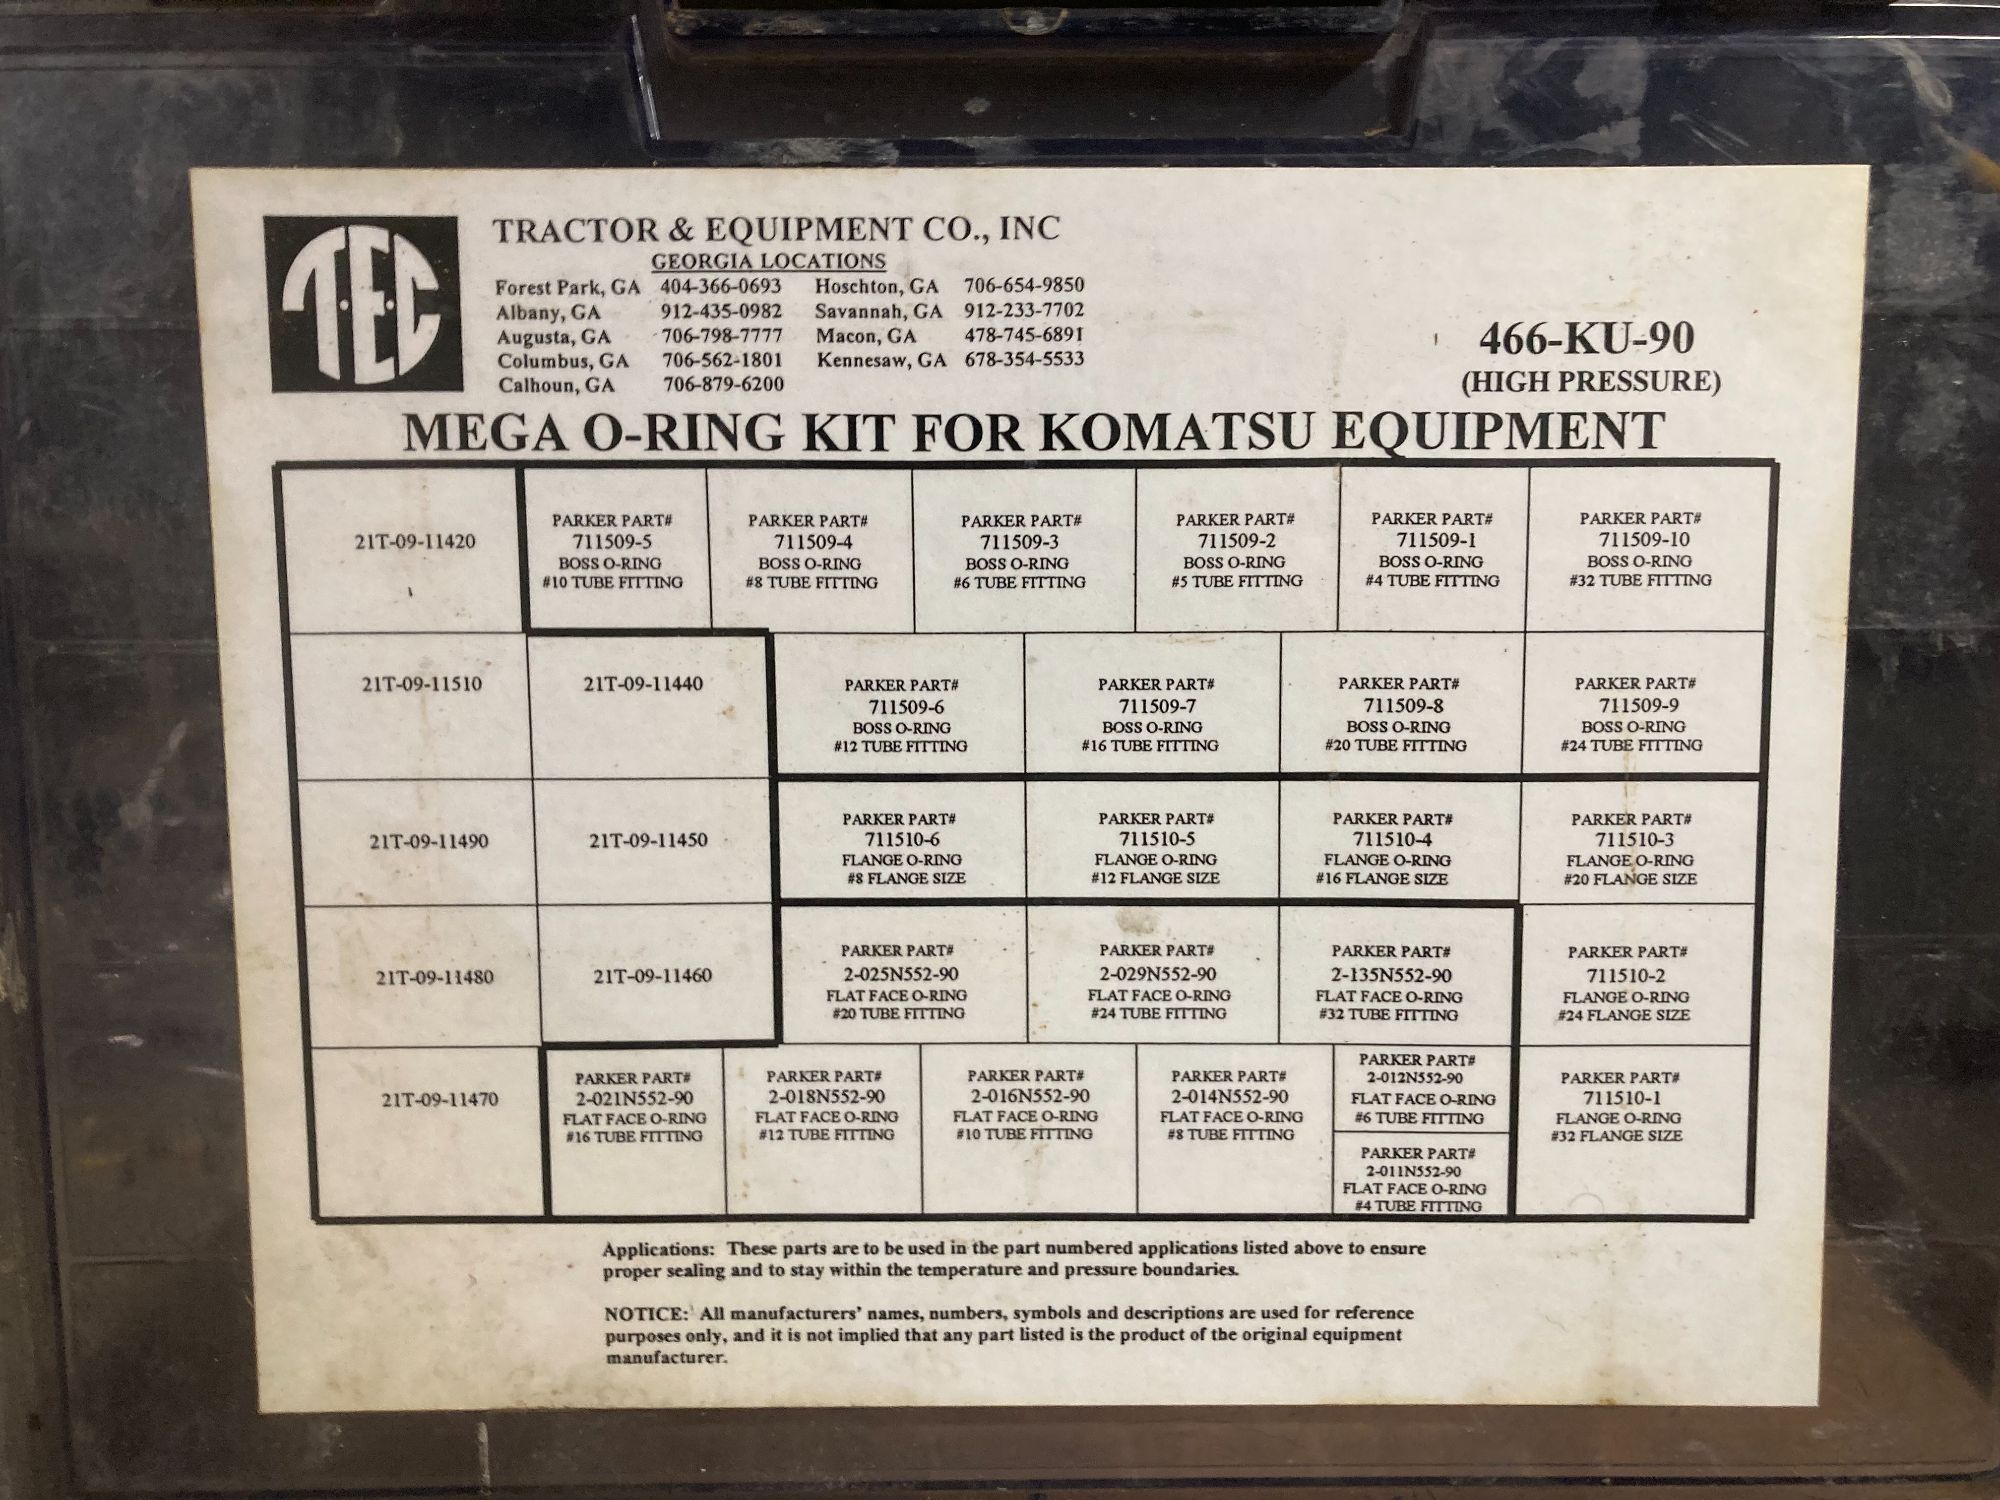 T·E·C
TRACTOR & EQUIPMENT CO., INC
GEORGIA LOCATIONS
Forest Park, GA 404-366-0693 Hoschton, GA 706-654-9850
Albany, GA 912-435-0982 Savannah, GA 912-233-7702
Augusta, GA 706-798-7777 Macon, GA 478-745-6891
Columbus, GA 706-562-1801 Kennesaw, GA 678-354-5533
Calhoun, GA 706-879-6200
466-KU-90
(HIGH PRESSURE)
MEGA O-RING KIT FOR KOMATSU EQUIPMENT
21T-09-11420
PARKER PART#
711509-5
BOSS O-RING
#10 TUBE FITTING
PARKER PART#
711509-4
BOSS O-RING
#8 TUBE FITTING
PARKER PART#
711509-3
BOSS O-RING
#6 TUBE FITTING
PARKER PART#
711509-2
BOSS O-RING
#5 TUBE FITTING
PARKER PART#
711509-1
BOSS O-RING
#4 TUBE FITTING
PARKER PART#
711509-10
BOSS O-RING
#32 TUBE FITTING
21T-09-11510
21T-09-11440
PARKER PART#
711509-6
BOSS O-RING
#12 TUBE FITTING
PARKER PART#
711509-7
BOSS O-RING
#16 TUBE FITTING
PARKER PART#
711509-8
BOSS O-RING
#20 TUBE FITTING
PARKER PART#
711509-9
BOSS O-RING
#24 TUBE FITTING
21T-09-11490
21T-09-11450
PARKER PART#
711510-6
FLANGE O-RING
#8 FLANGE SIZE
PARKER PART#
711510-5
FLANGE O-RING
#12 FLANGE SIZE
PARKER PART#
711510-4
FLANGE O-RING
#16 FLANGE SIZE
PARKER PART#
711510-3
FLANGE O-RING
#20 FLANGE SIZE
21T-09-11480
21T-09-11460
PARKER PART#
2-025N552-90
FLAT FACE O-RING
#20 TUBE FITTING
PARKER PART#
2-029N552-90
FLAT FACE O-RING
#24 TUBE FITTING
PARKER PART#
2-135N552-90
FLAT FACE O-RING
#32 TUBE FITTING
PARKER PART#
711510-2
FLANGE O-RING
#24 FLANGE SIZE
21T-09-11470
PARKER PART#
2-021N552-90
FLAT FACE O-RING
#16 TUBE FITTING
PARKER PART#
2-018N552-90
FLAT FACE O-RING
#12 TUBE FITTING
PARKER PART#
2-016N552-90
FLAT FACE O-RING
#10 TUBE FITTING
PARKER PART#
2-014N552-90
FLAT FACE O-RING
#8 TUBE FITTING
PARKER PART#
2-012N552-90
FLAT FACE O-RING
#6 TUBE FITTING
PARKER PART#
2-011N552-90
FLAT FACE O-RING
#4 TUBE FITTING
PARKER PART#
711510-1
FLANGE O-RING
#32 FLANGE SIZE
Applications: These parts are to be used in the part numbered applications listed above to ensure
proper sealing and to stay within the temperature and pressure boundaries.
NOTICE: All manufacturers' names, numbers, symbols and descriptions are used for reference
purposes only, and it is not implied that any part listed is the product of the original equipment
manufacturer.